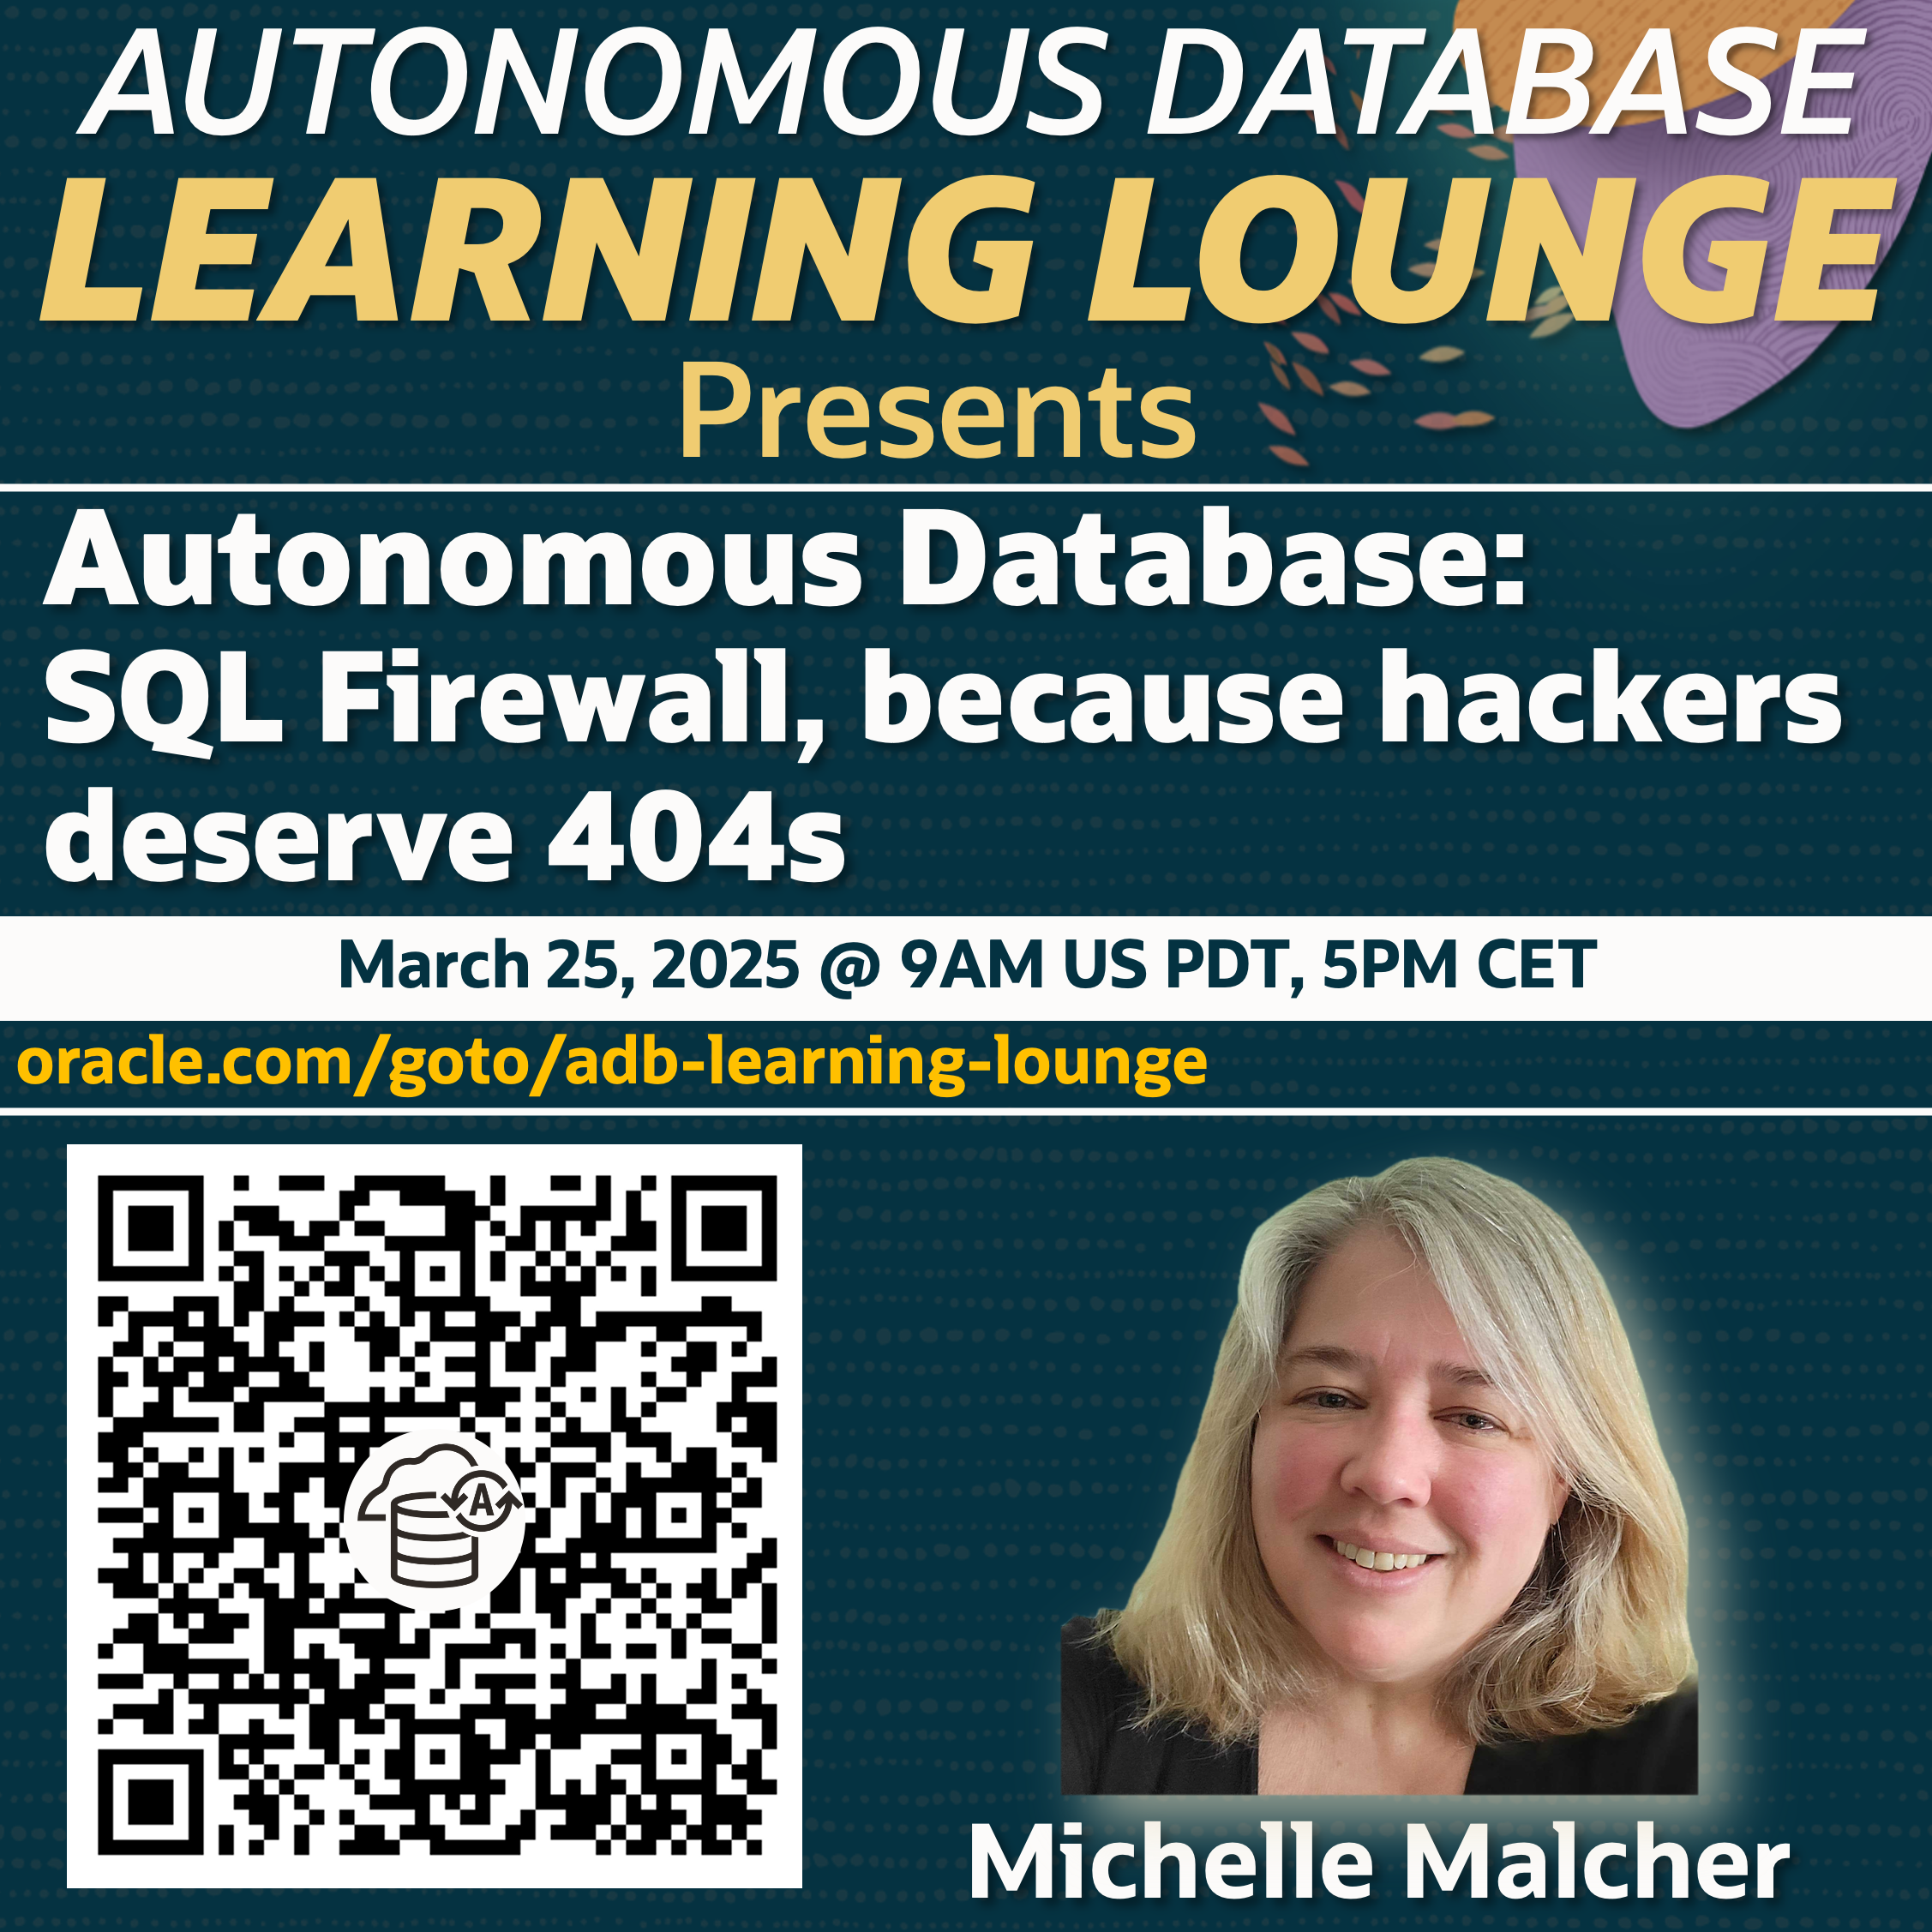 AUTONOMOUS DATABASE
LEARNING LOUNGE
Presents
Autonomous Database:
SQL Firewall, because hackers
deserve 404s
March 25, 2025 @ 9AM US PDT, 5PM CET
oracle.com/goto/adb-learning-lounge
A
Michelle Malcher